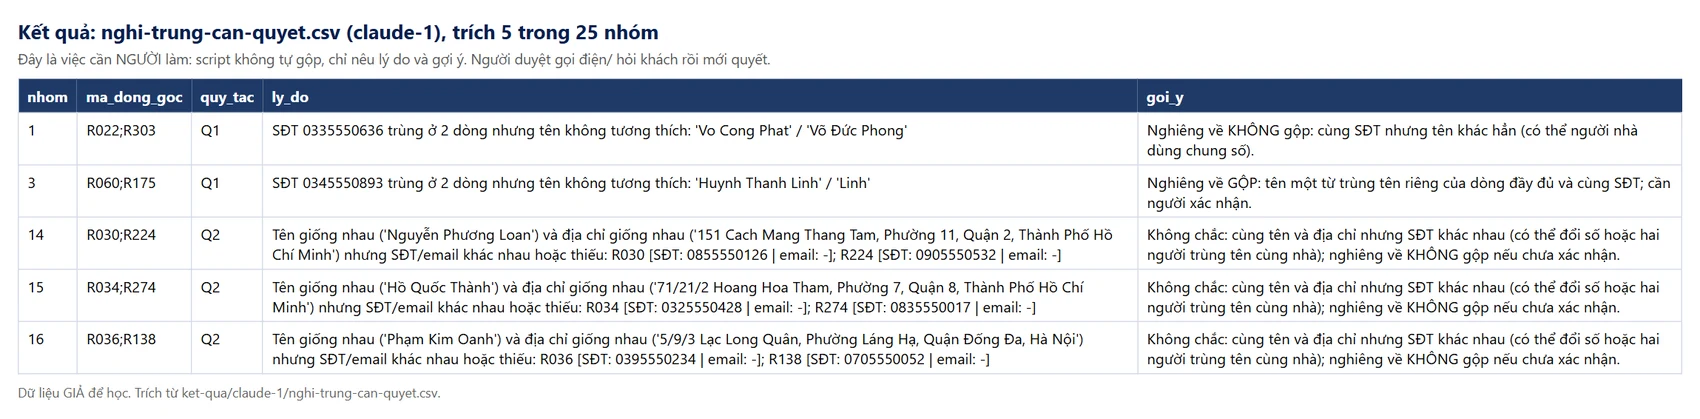 Kết quả: nghi-trung-can-quyet.csv (claude-1), trích 5 trong 25 nhóm
Đây là việc cần NGƯỜI làm: script không tự gộp, chỉ nêu lý do và gợi ý. Người duyệt gọi điện/ hỏi khách rồi mới quyết.
nhom ma_dong_goc quy_tac ly_do goi_y
1 R022;R303 Q1 SĐT 0335550636 trùng ở 2 dòng nhưng tên không tương thích: 'Vo Cong Phat' / 'Võ Đức Phong' Nghiêng về KHÔNG gộp: cùng SĐT nhưng tên khác hẳn (có thể người nhà
dùng chung số).
3 R060;R175 Q1 SĐT 0345550893 trùng ở 2 dòng nhưng tên không tương thích: 'Huynh Thanh Linh' / 'Linh' Nghiêng về GỘP: tên một từ trùng tên riêng của dòng đầy đủ và cùng SĐT; cần
người xác nhận.
14 R030;R224 Q2 Tên giống nhau ('Nguyễn Phương Loan') và địa chỉ giống nhau ('151 Cach Mang Thang Tam, Phường 11, Quận 2, Thành Phố Hồ Không chắc: cùng tên và địa chỉ nhưng SĐT khác nhau (có thể đổi số hoặc hai
Chí Minh') nhưng SĐT/email khác nhau hoặc thiếu: R030 [SĐT: 0855550126 | email: -]; R224 [SĐT: 0905550532 | email: -] người trùng tên cùng nhà); nghiêng về KHÔNG gộp nếu chưa xác nhận.
15 R034;R274 Q2 Tên giống nhau ('Hồ Quốc Thành') và địa chỉ giống nhau ('71/21/2 Hoang Hoa Tham, Phường 7, Quận 8, Thành Phố Hồ Chí Không chắc: cùng tên và địa chỉ nhưng SĐT khác nhau (có thể đổi số hoặc hai
Minh') nhưng SĐT/email khác nhau hoặc thiếu: R034 [SĐT: 0325550428 | email: -]; R274 [SĐT: 0835550017 | email: -] người trùng tên cùng nhà); nghiêng về KHÔNG gộp nếu chưa xác nhận.
16 R036;R138 Q2 Tên giống nhau ('Phạm Kim Oanh') và địa chỉ giống nhau ('5/9/3 Lạc Long Quân, Phường Láng Hạ, Quận Đống Đa, Hà Nội') Không chắc: cùng tên và địa chỉ nhưng SĐT khác nhau (có thể đổi số hoặc hai
nhưng SĐT/email khác nhau hoặc thiếu: R036 [SĐT: 0395550234 | email: -]; R138 [SĐT: 0705550052 | email: -] người trùng tên cùng nhà); nghiêng về KHÔNG gộp nếu chưa xác nhận.
Dữ liệu GIẢ để học. Trích từ ket-qua/claude-1/nghi-trung-can-quyet.csv.